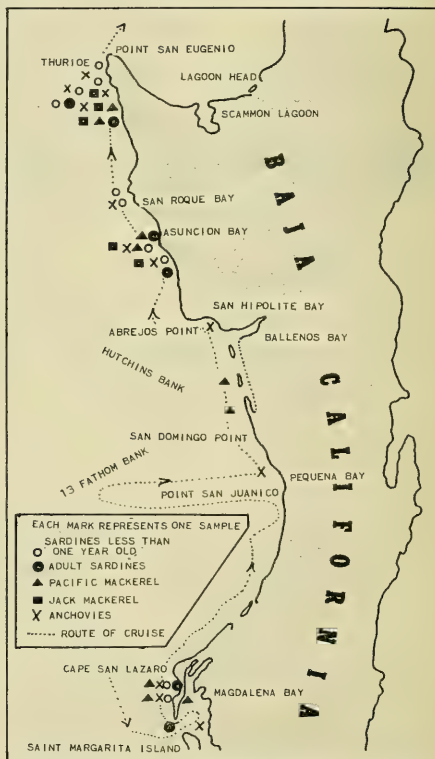 POINT SAN EUGENIO
THURIOE
LAGOON HEAD
SCAMMON LAGOON
BAJA
SAN ROQUE BAY
ASUNCION BAY
SAN HIPOLITE BAY
ABREJOS POINT
BALLENOS BAY
HUTCHINS BANK
CALIFORNIA
SAN DOMINGO POINT
13 FATHOM BANK
PEQUENA BAY
POINT SAN JUANICO
EACH MARK REPRESENTS ONE SAMPLE
SARDINES LESS THAN
ONE YEAR OLD
ADULT SARDINES
PACIFIC MACKEREL
JACK MACKEREL
ANCHOVIES
ROUTE OF CRUISE
CAPE SAN LAZARO
MAGDALENA BAY
SAINT MARGARITA ISLAND